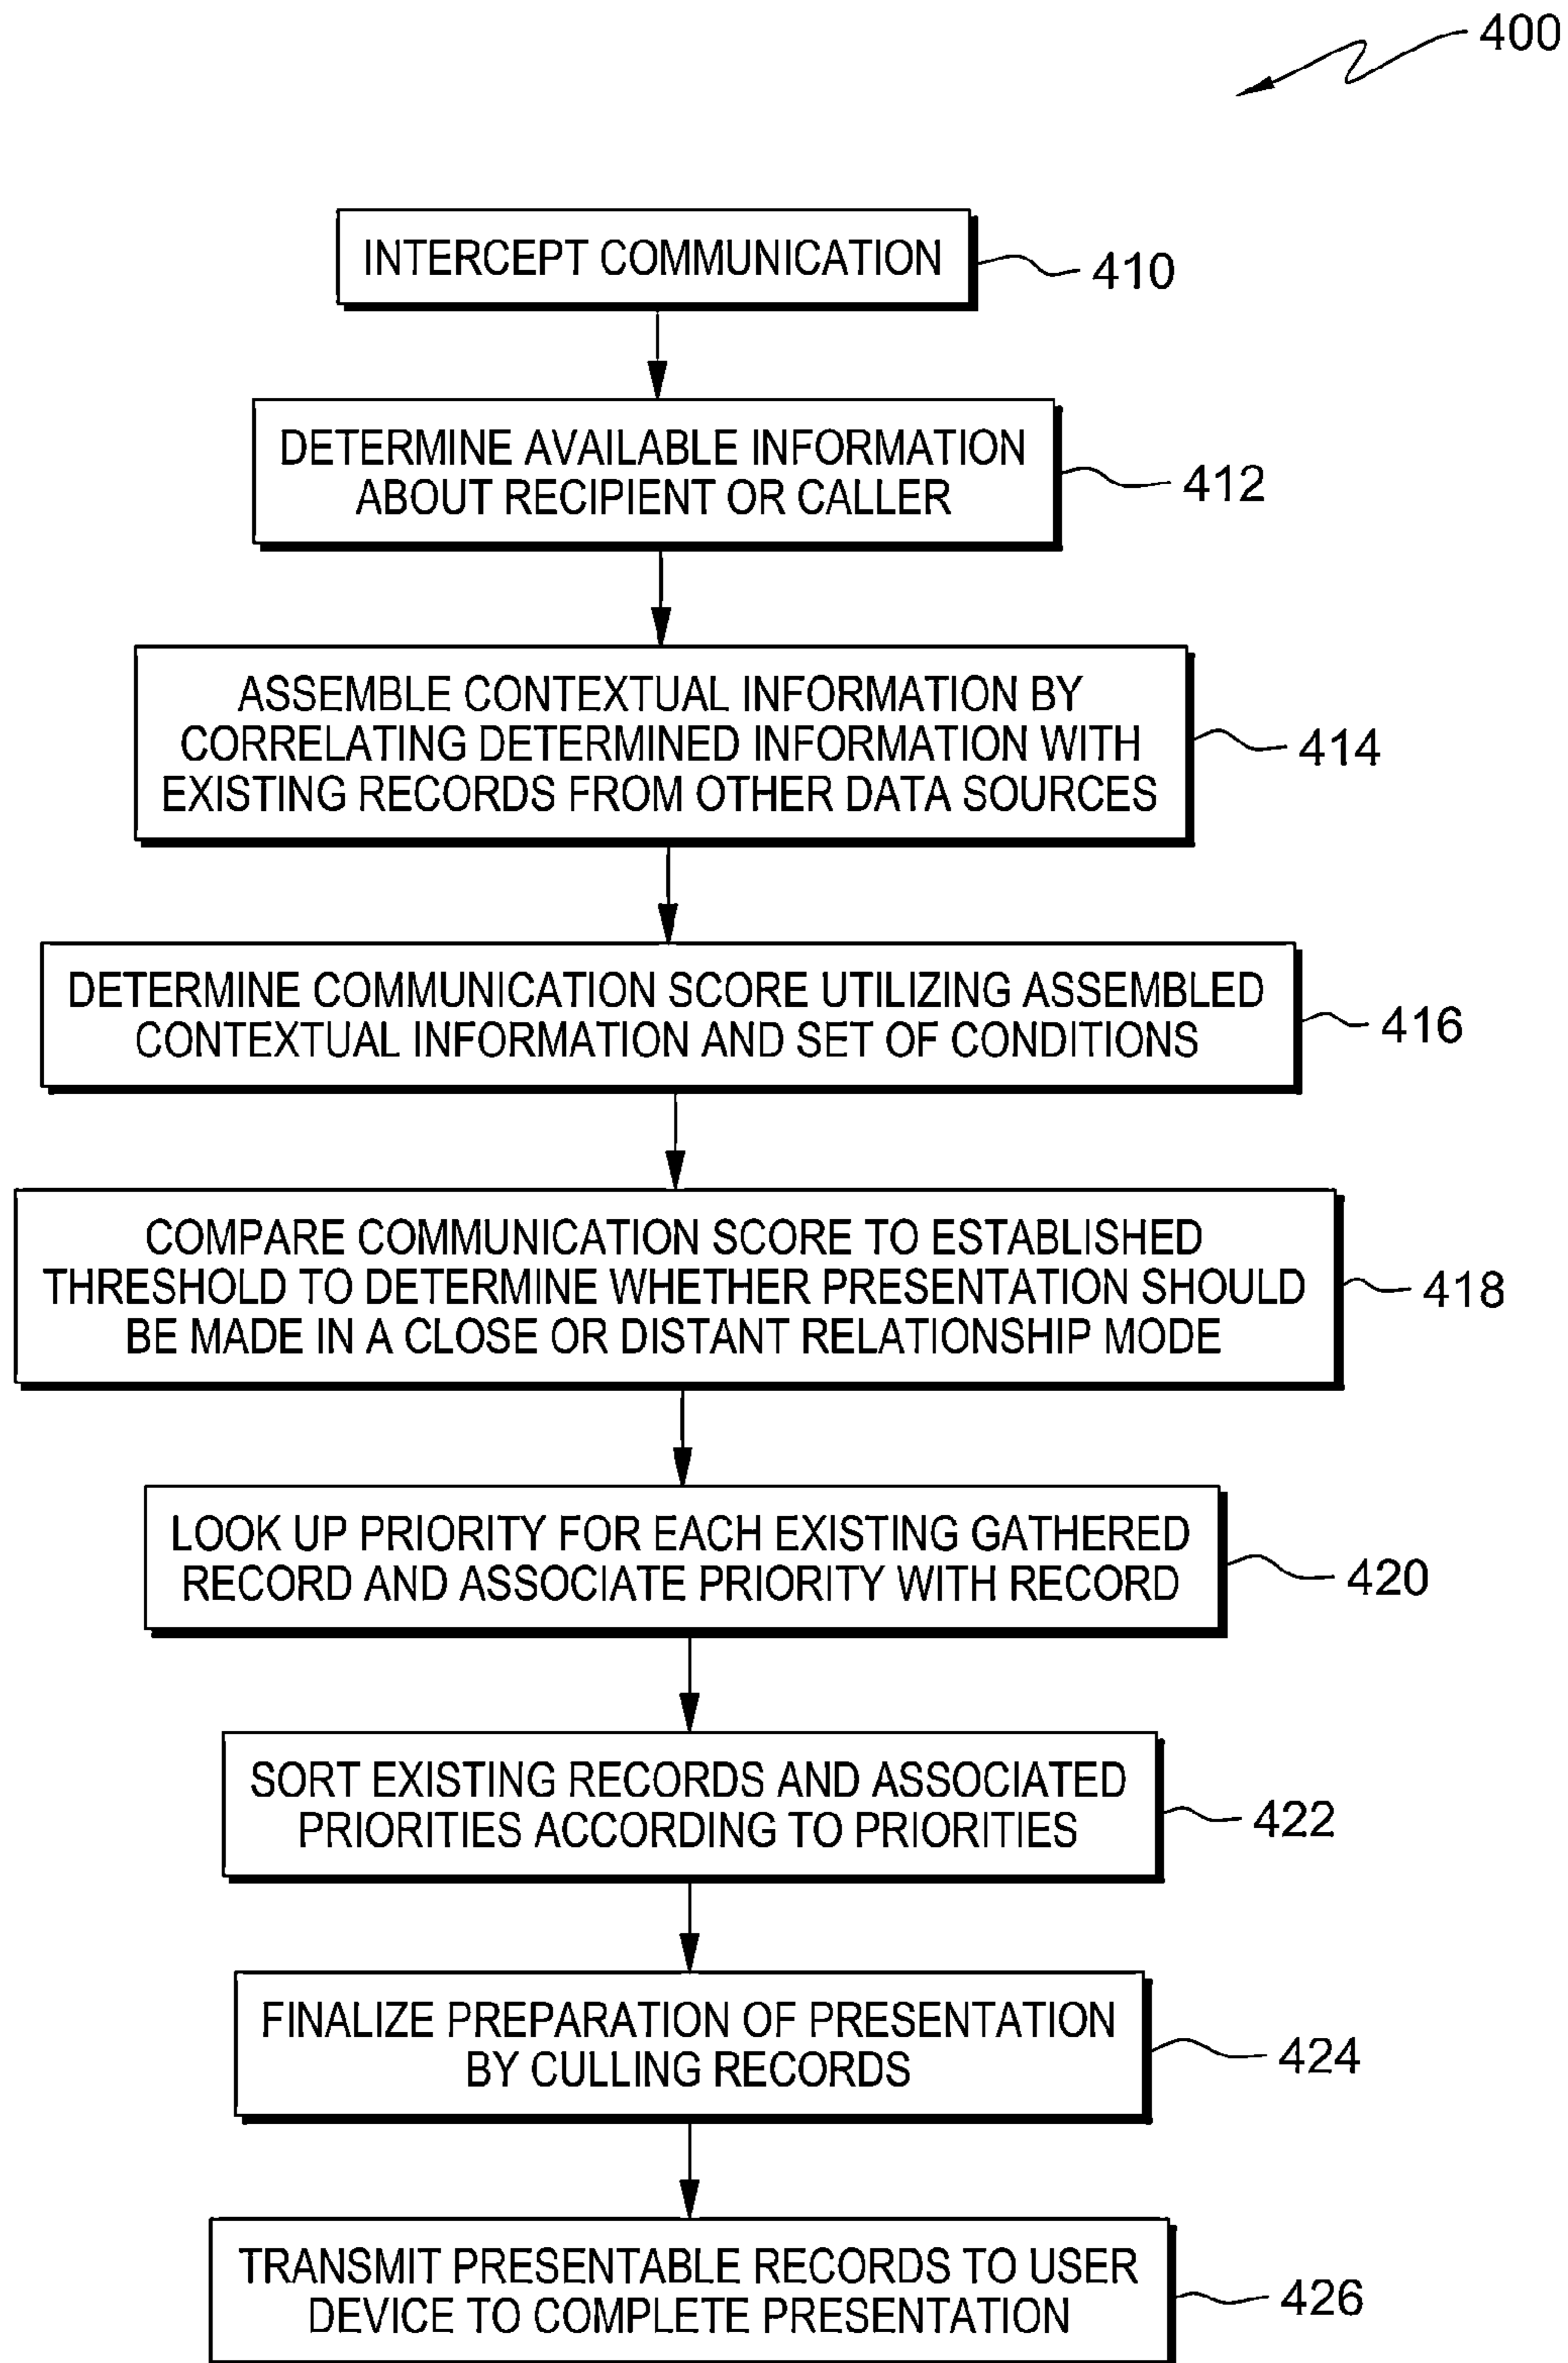 400
INTERCEPT COMMUNICATION
410
DETERMINE AVAILABLE INFORMATION
ABOUT RECIPIENT OR CALLER
412
ASSEMBLE CONTEXTUAL INFORMATION BY
CORRELATING DETERMINED INFORMATION WITH
EXISTING RECORDS FROM OTHER DATA SOURCES
414
DETERMINE COMMUNICATION SCORE UTILIZING ASSEMBLED
CONTEXTUAL INFORMATION AND SET OF CONDITIONS
416
COMPARE COMMUNICATION SCORE TO ESTABLISHED
THRESHOLD TO DETERMINE WHETHER PRESENTATION SHOULD
BE MADE IN A CLOSE OR DISTANT RELATIONSHIP MODE
418
LOOK UP PRIORITY FOR EACH EXISTING GATHERED
RECORD AND ASSOCIATE PRIORITY WITH RECORD
420
SORT EXISTING RECORDS AND ASSOCIATED
PRIORITIES ACCORDING TO PRIORITIES
422
FINALIZE PREPARATION OF PRESENTATION
BY CULLING RECORDS
424
TRANSMIT PRESENTABLE RECORDS TO USER
DEVICE TO COMPLETE PRESENTATION
426